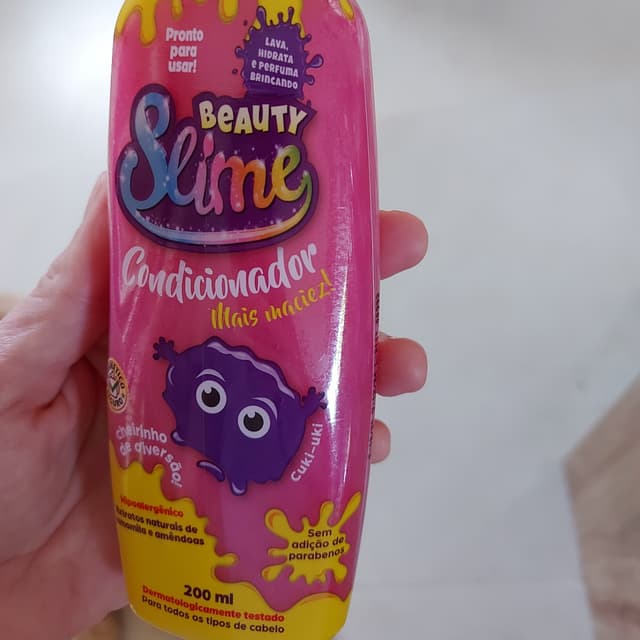 Pronto
para
usar!
LAVA,
HIDRATA
E PERFUMA
BRINCANDO
BEAUTY
Slime
Condicionador
Mais maciez!
cheirinho
de diversão!
Cuki-uki
Hipoalergênico
Extratos naturais de
camomila e amêndoas
Sem
adição de
parabenos
200 ml
Dermatologicamente testado
para todos os tipos de cabelo